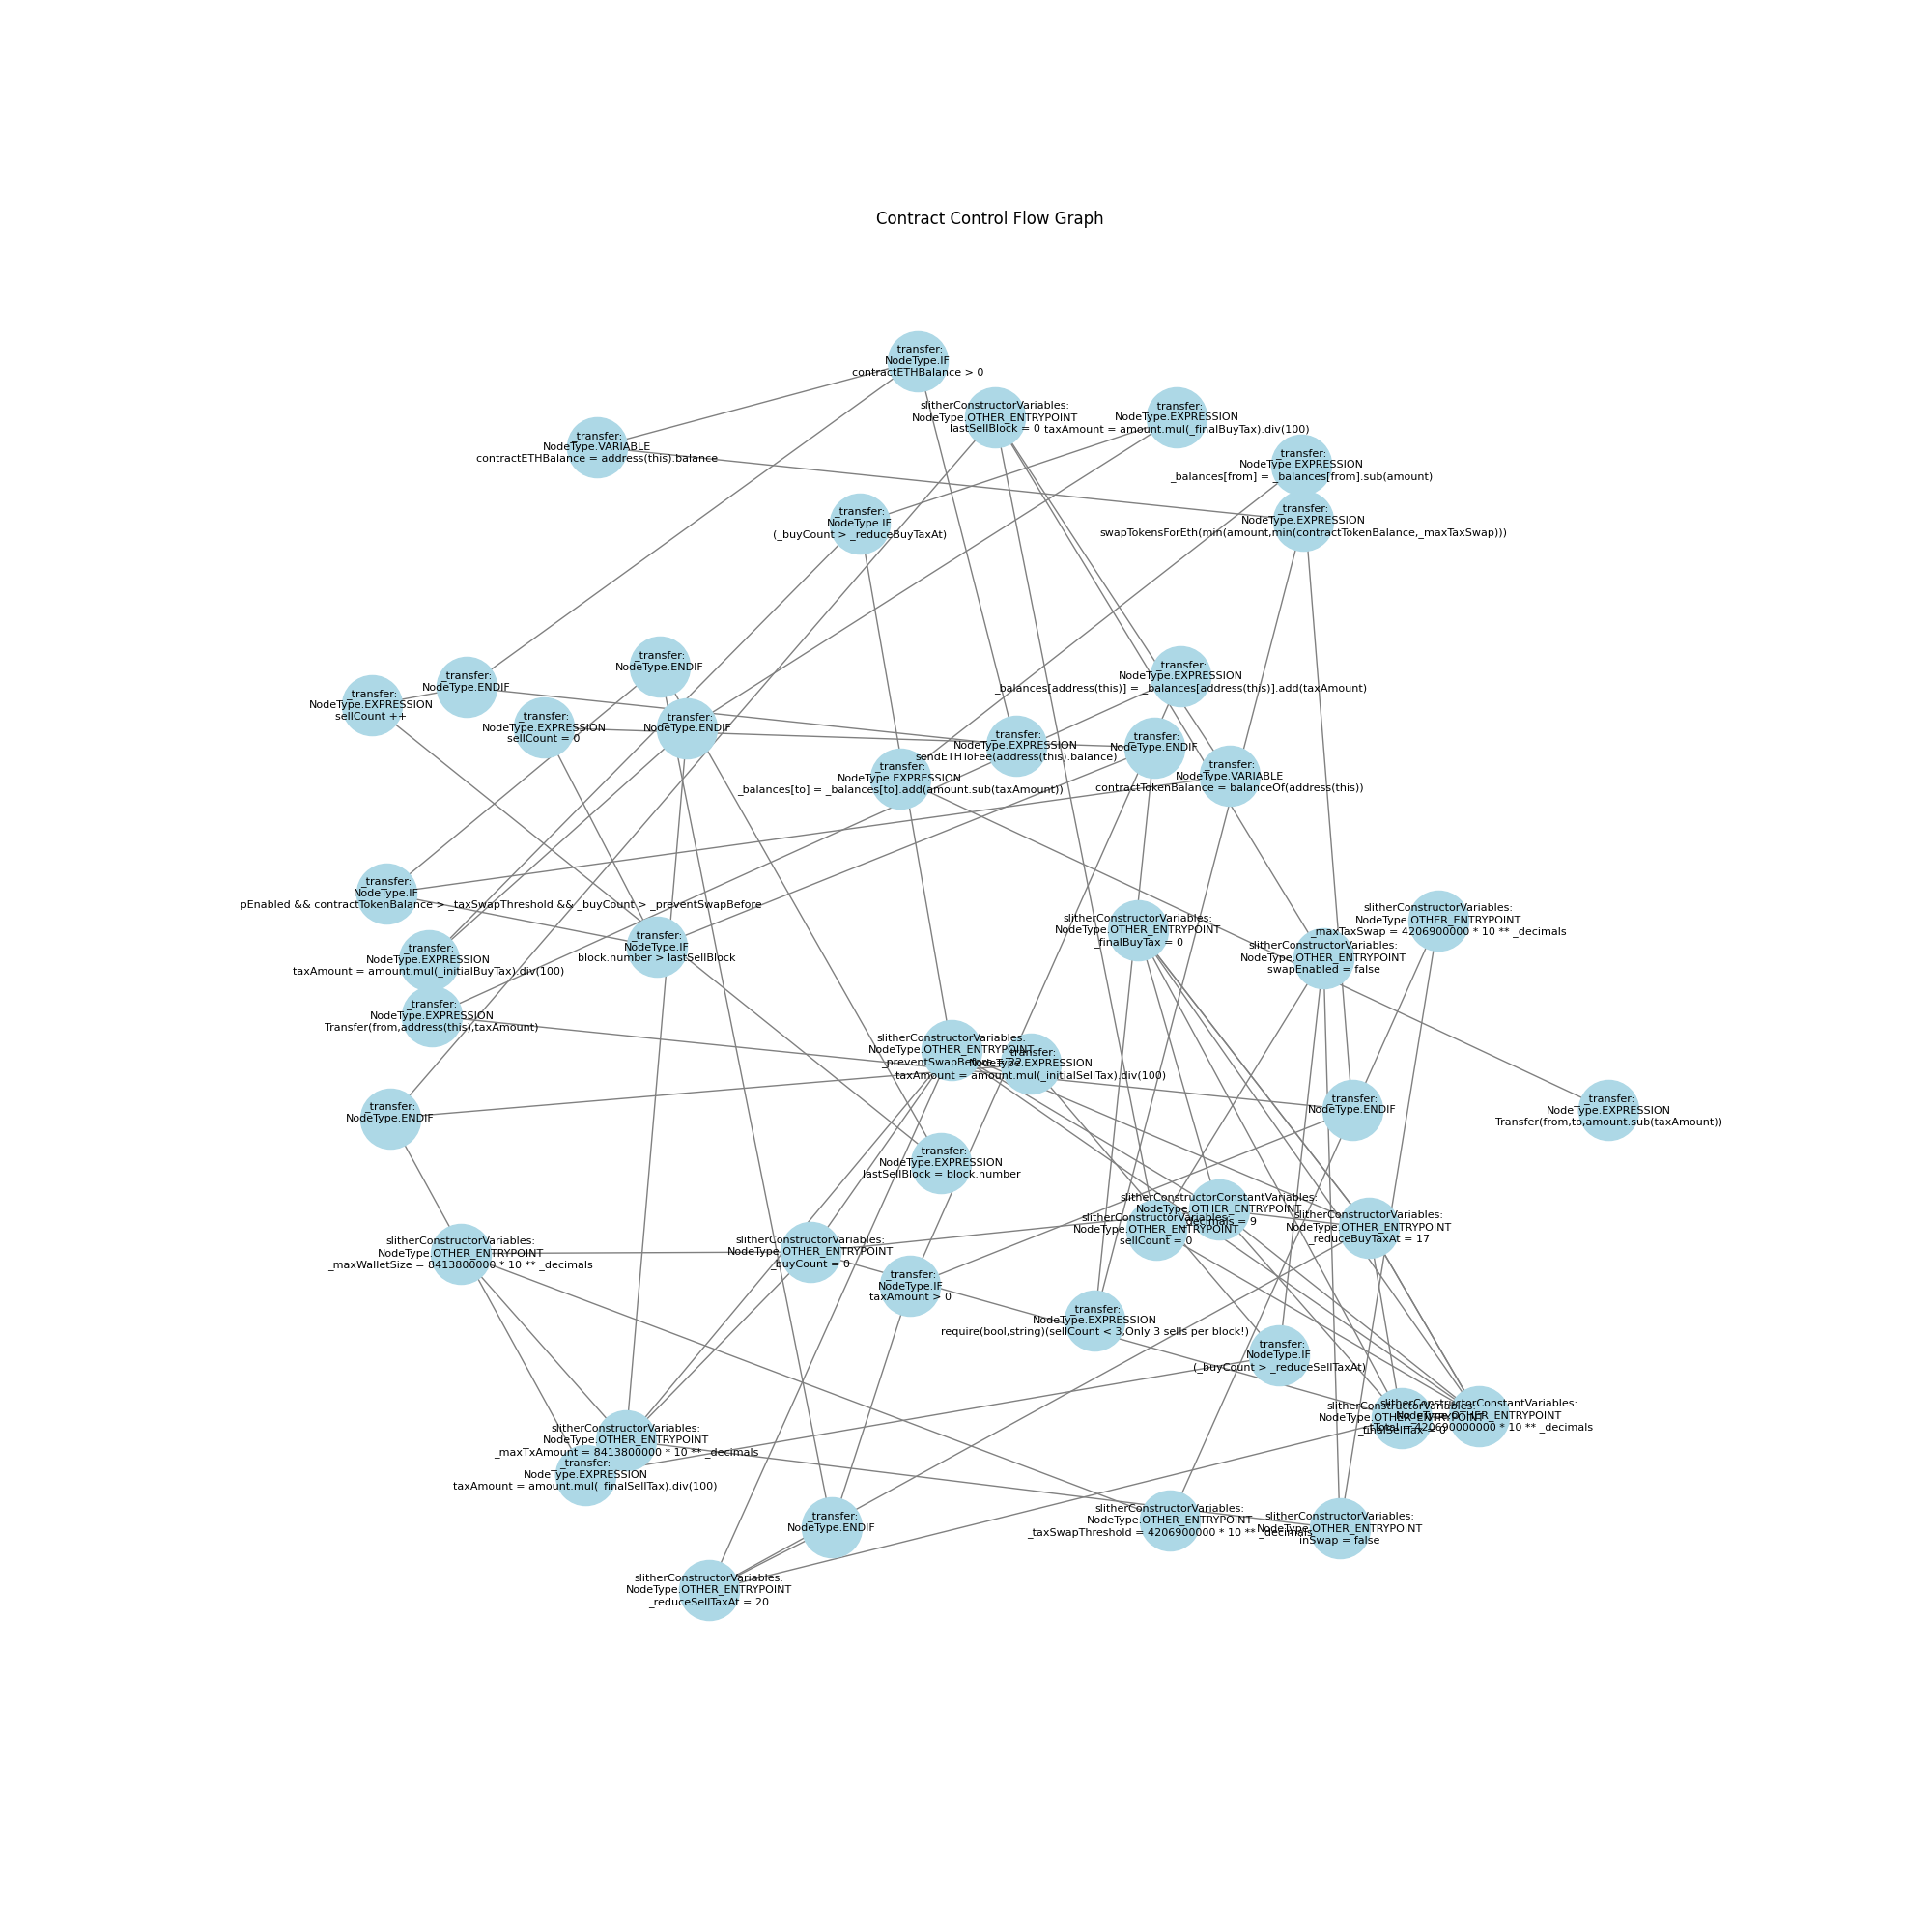 Contract Control Flow Graph
_transfer:
NodeType.IF
contractETHBalance > 0
slitherConstructorVariables:
NodeType.OTHER_ENTRYPOINT
lastSellBlock = 0
_transfer:
NodeType.EXPRESSION
taxAmount = amount.mul(_finalBuyTax).div(100)
_transfer:
NodeType.VARIABLE
contractETHBalance = address(this).balance
_transfer:
NodeType.EXPRESSION
_balances[from] = _balances[from].sub(amount)
_transfer:
NodeType.IF
(_buyCount > _reduceBuyTaxAt)
_transfer:
NodeType.EXPRESSION
swapTokensForEth(min(amount,min(contractTokenBalance,_maxTaxSwap)))
_transfer:
NodeType.ENDIF
_transfer:
NodeType.ENDIF
_transfer:
NodeType.EXPRESSION
_balances[address(this)] = _balances[address(this)].add(taxAmount)
_transfer:
NodeType.EXPRESSION
sellCount ++
_transfer:
NodeType.EXPRESSION
sellCount = 0
_transfer:
NodeType.ENDIF
_transfer:
NodeType.EXPRESSION
sendETHToFee(address(this).balance)
_transfer:
NodeType.ENDIF
_transfer:
NodeType.EXPRESSION
_balances[to] = _balances[to].add(amount.sub(taxAmount))
_transfer:
NodeType.VARIABLE
contractTokenBalance = balanceOf(address(this))
_transfer:
NodeType.IF
pEnabled && contractTokenBalance > _taxSwapThreshold && _buyCount > _preventSwapBefore
slitherConstructorVariables:
NodeType.OTHER_ENTRYPOINT
_maxTaxSwap = 4206900000 * 10 ** _decimals
slitherConstructorVariables:
NodeType.OTHER_ENTRYPOINT
_finalBuyTax = 0
_transfer:
NodeType.IF
block.number > lastSellBlock
slitherConstructorVariables:
NodeType.OTHER_ENTRYPOINT
swapEnabled = false
_transfer:
NodeType.EXPRESSION
taxAmount = amount.mul(_initialBuyTax).div(100)
_transfer:
NodeType.EXPRESSION
Transfer(from,address(this),taxAmount)
slitherConstructorVariables:
NodeType.OTHER_ENTRYPOINT
_preventSwapBefore = 22
_transfer:
NodeType.EXPRESSION
taxAmount = amount.mul(_initialSellTax).div(100)
_transfer:
NodeType.ENDIF
_transfer:
NodeType.ENDIF
_transfer:
NodeType.EXPRESSION
Transfer(from,to,amount.sub(taxAmount))
_transfer:
NodeType.EXPRESSION
lastSellBlock = block.number
slitherConstructorConstantVariables:
NodeType.OTHER_ENTRYPOINT
_decimals = 9
slitherConstructorVariables:
NodeType.OTHER_ENTRYPOINT
sellCount = 0
slitherConstructorVariables:
NodeType.OTHER_ENTRYPOINT
_reduceBuyTaxAt = 17
slitherConstructorVariables:
NodeType.OTHER_ENTRYPOINT
_maxWalletSize = 8413800000 * 10 ** _decimals
slitherConstructorVariables:
NodeType.OTHER_ENTRYPOINT
_buyCount = 0
_transfer:
NodeType.IF
taxAmount > 0
_transfer:
NodeType.EXPRESSION
require(bool,string)(sellCount < 3,Only 3 sells per block!)
_transfer:
NodeType.IF
(_buyCount > _reduceSellTaxAt)
slitherConstructorVariables:
NodeType.OTHER_ENTRYPOINT
_finalSellTax = 0
slitherConstructorConstantVariables:
NodeType.OTHER_ENTRYPOINT
_tTotal = 420690000000 * 10 ** _decimals
slitherConstructorVariables:
NodeType.OTHER_ENTRYPOINT
_maxTxAmount = 8413800000 * 10 ** _decimals
_transfer:
NodeType.EXPRESSION
taxAmount = amount.mul(_finalSellTax).div(100)
slitherConstructorVariables:
NodeType.OTHER_ENTRYPOINT
_taxSwapThreshold = 4206900000 * 10 ** _decimals
slitherConstructorVariables:
NodeType.OTHER_ENTRYPOINT
inSwap = false
_transfer:
NodeType.ENDIF
slitherConstructorVariables:
NodeType.OTHER_ENTRYPOINT
_reduceSellTaxAt = 20